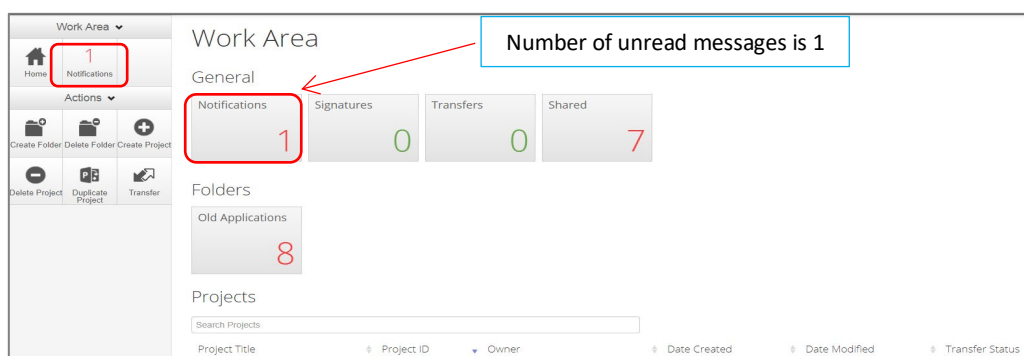 Work Area
1
Home
Notifications
Actions
Create Folder
Delete Folder
Create Project
Delete Project
Duplicate
Project
Transfer
Work Area
Number of unread messages is 1
General
Notifications
1
Signatures
0
Transfers
0
Shared
7
Folders
Old Applications
8
Projects
Search Projects
Project Title
Project ID
Owner
Date Created
Date Modified
Transfer Status